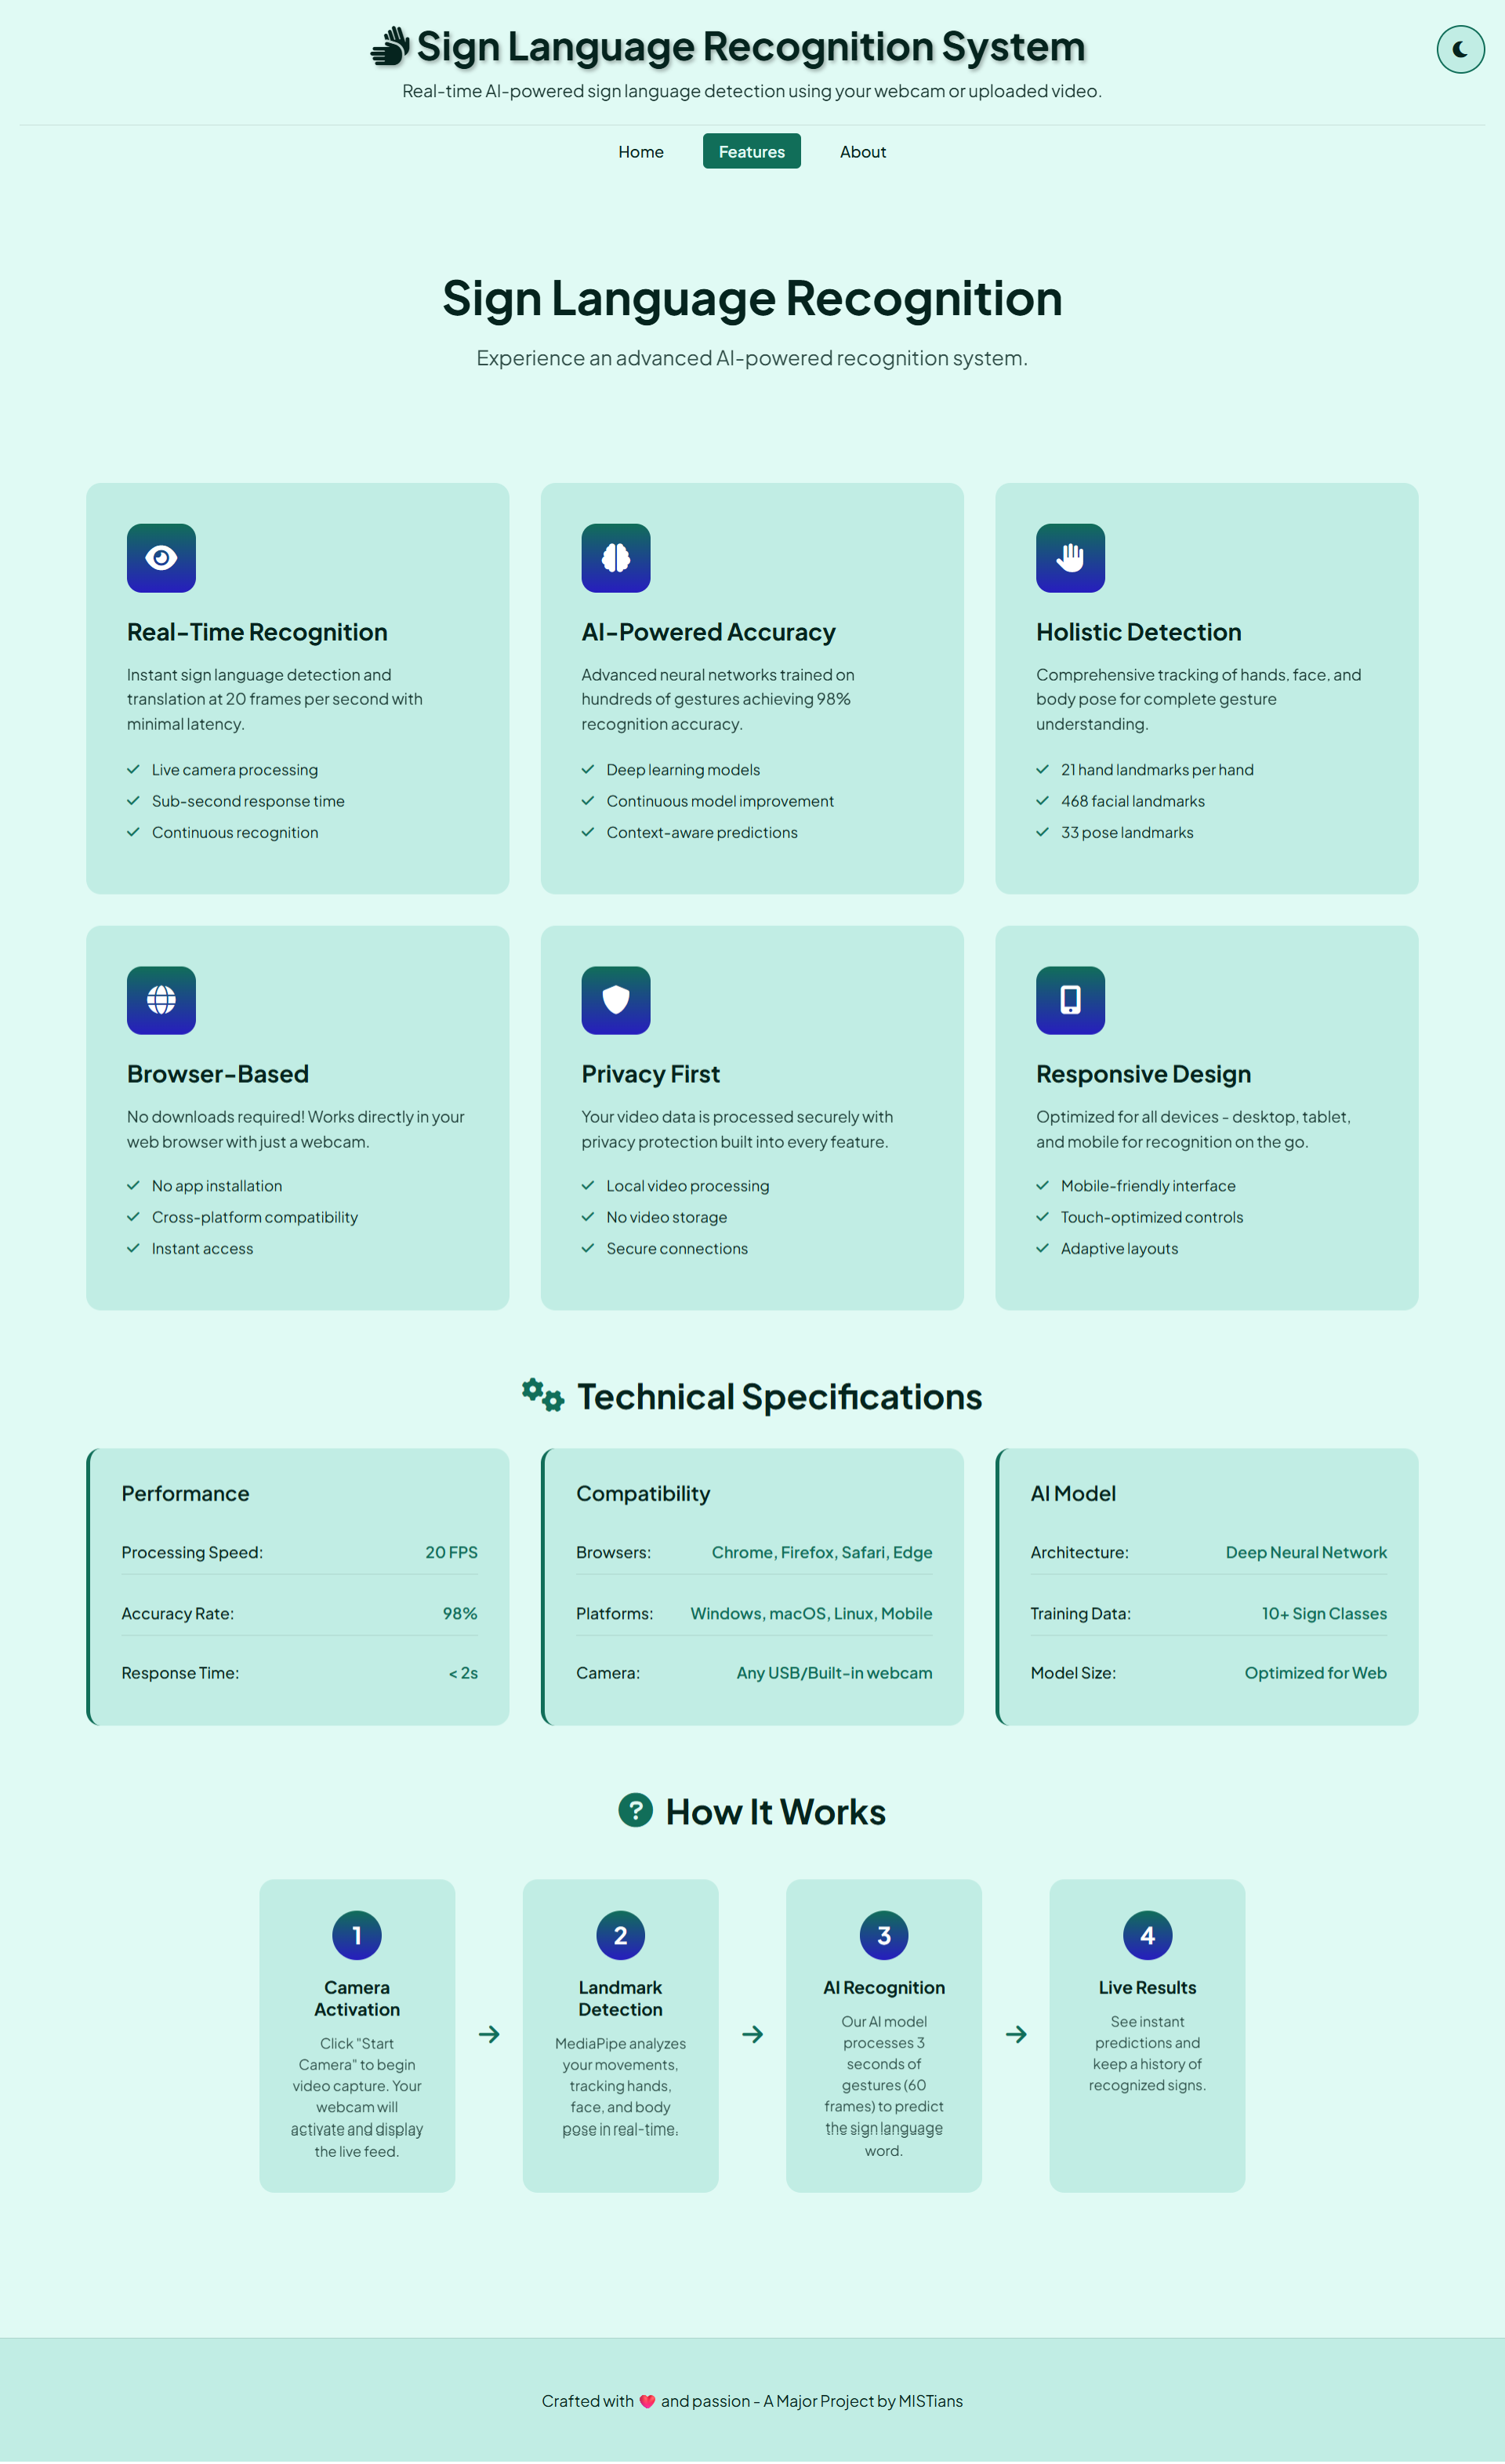 Sign Language Recognition System
Real-time AI-powered sign language detection using your webcam or uploaded video.
Home
Features
About
Sign Language Recognition
Experience an advanced AI-powered recognition system.
Real-Time Recognition
Instant sign language detection and
translation at 20 frames per second with
minimal latency.
Live camera processing
Sub-second response time
Continuous recognition
AI-Powered Accuracy
Advanced neural networks trained on
hundreds of gestures achieving 98%
recognition accuracy.
Deep learning models
Continuous model improvement
Context-aware predictions
Holistic Detection
Comprehensive tracking of hands, face, and
body pose for complete gesture
understanding.
21 hand landmarks per hand
468 facial landmarks
33 pose landmarks
Browser-Based
No downloads required! Works directly in your
web browser with just a webcam.
No app installation
Cross-platform compatibility
Instant access
Privacy First
Your video data is processed securely with
privacy protection built into every feature.
Local video processing
No video storage
Secure connections
Responsive Design
Optimized for all devices - desktop, tablet,
and mobile for recognition on the go.
Mobile-friendly interface
Touch-optimized controls
Adaptive layouts
Technical Specifications
Performance
Processing Speed: 20 FPS
Accuracy Rate: 98%
Response Time: < 2s
Compatibility
Browsers: Chrome, Firefox, Safari, Edge
Platforms: Windows, macOS, Linux, Mobile
Camera: Any USB/Built-in webcam
AI Model
Architecture: Deep Neural Network
Training Data: 10+ Sign Classes
Model Size: Optimized for Web
? How It Works
1
Camera
Activation
Click "Start
Camera" to begin
video capture. Your
webcam will
activate and display
the live feed.
2
Landmark
Detection
MediaPipe analyzes
your movements,
tracking hands,
face, and body
pose in real-time.
3
AI Recognition
Our AI model
processes 3
seconds of
gestures (60
frames) to predict
the sign language
word.
4
Live Results
See instant
predictions and
keep a history of
recognized signs.
Crafted with ❤️ and passion - A Major Project by MISTians